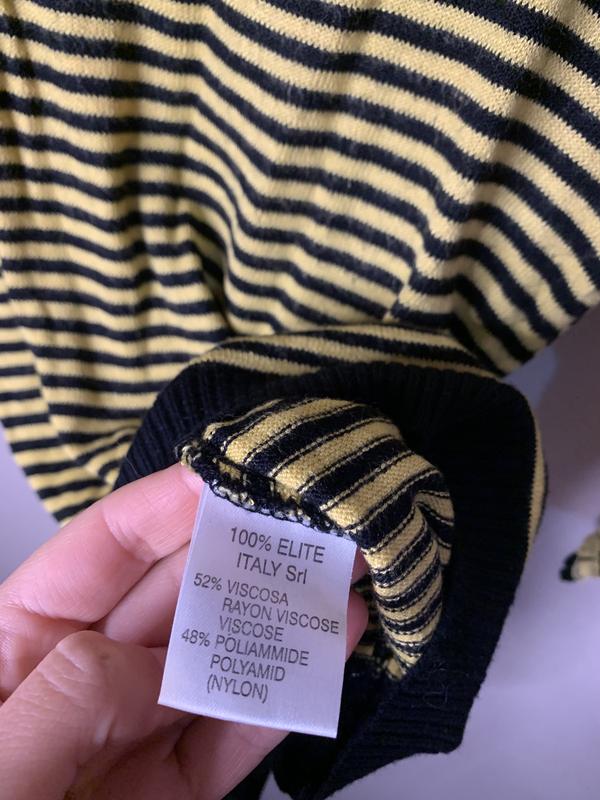 100% ELITE
ITALY Srl
52% VISCOSA
RAYON VISCOSE
VISCOSE
48% POLIAMMIDE
POLYAMID
(NYLON)